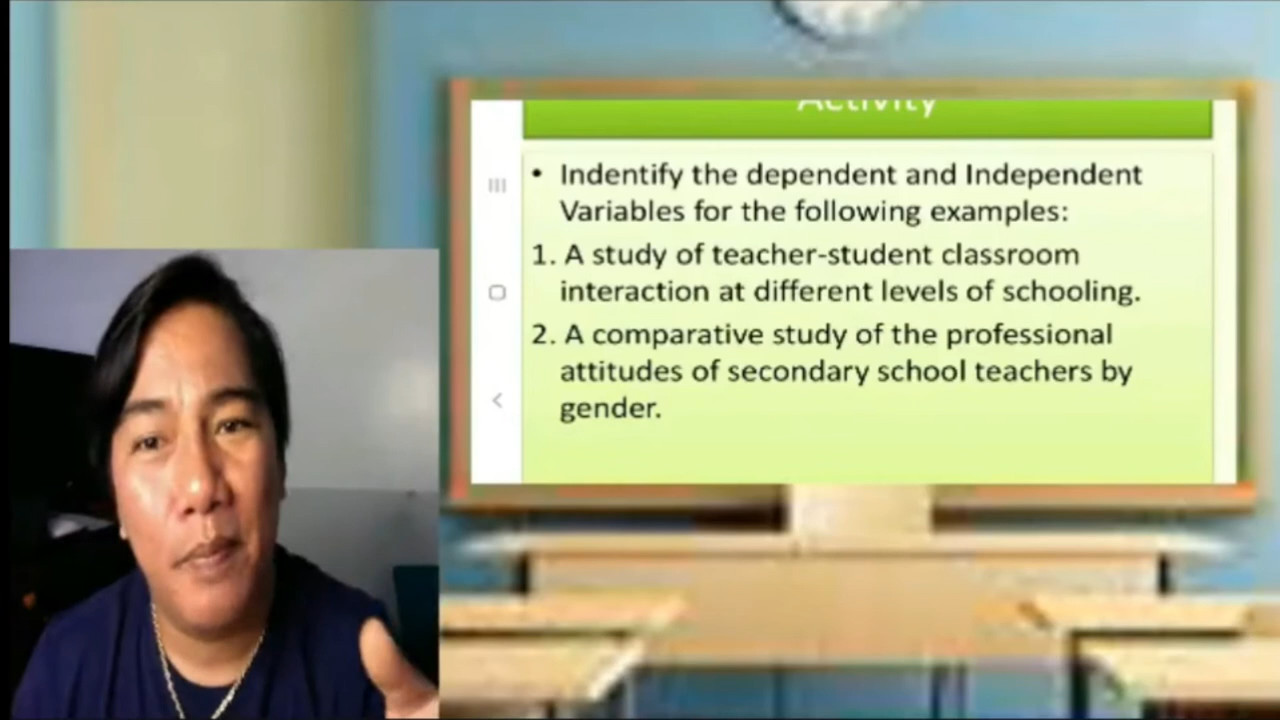 Activity
• Indentify the dependent and Independent
Variables for the following examples:
1. A study of teacher-student classroom
interaction at different levels of schooling.
2. A comparative study of the professional
attitudes of secondary school teachers by
gender.